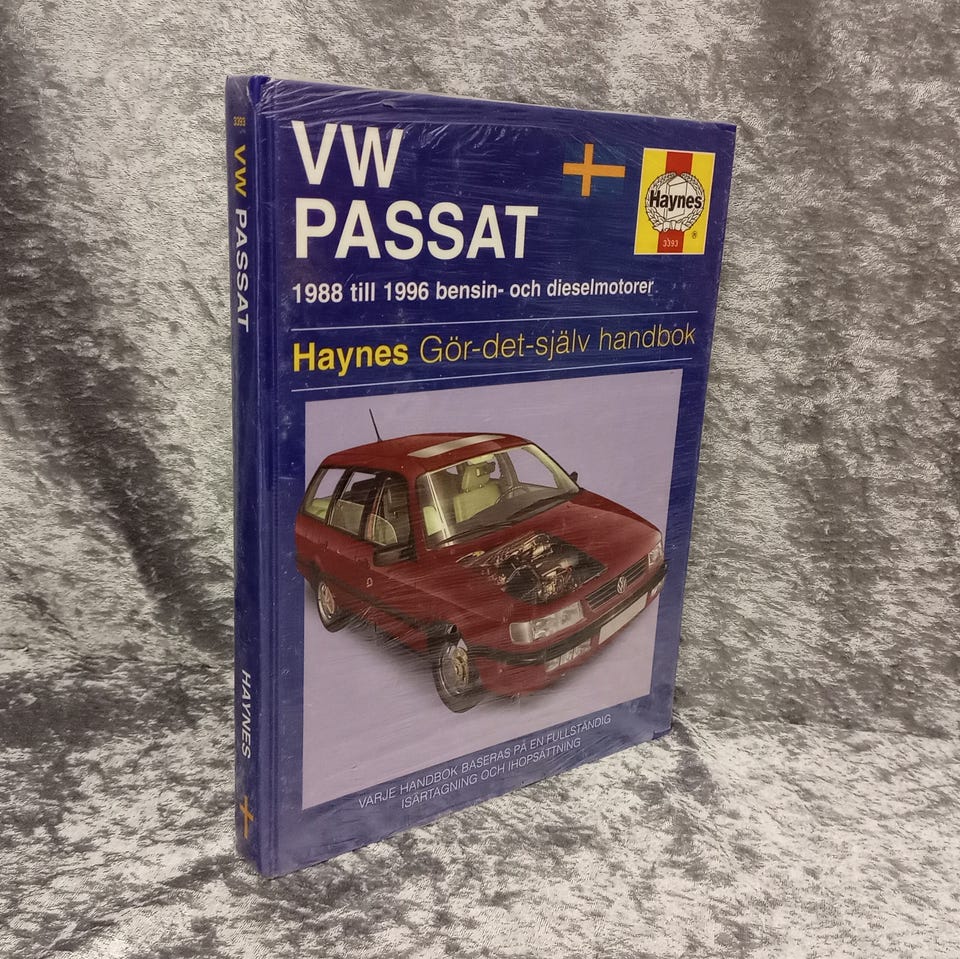 3393
VW PASSAT
HAYNES
VW
PASSAT
Haynes
®
3393
1988 till 1996 bensin- och dieselmotorer
Haynes Gör-det-själv handbok
VARJE HANDBOK BASERAS PÅ EN FULLSTÄNDIG
ISÄRTAGNING OCH IHOPSÄTTNING